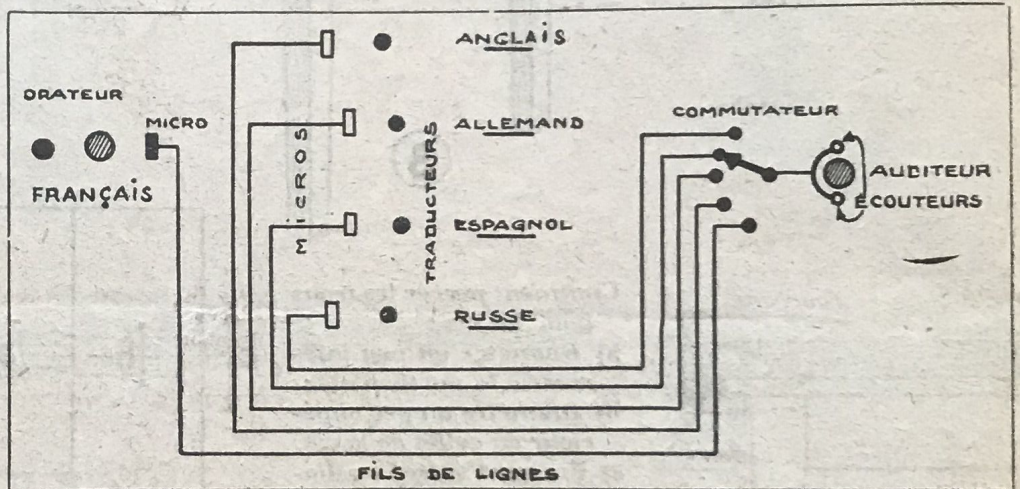 ORATEUR
MICRO
FRANÇAIS
MICROS
TRADUCTEURS
ANGLAIS
ALLEMAND
ESPAGNOL
RUSSE
COMMUTATEUR
AUDITEUR
ÉCOUTEURS
FILS DE LIGNES